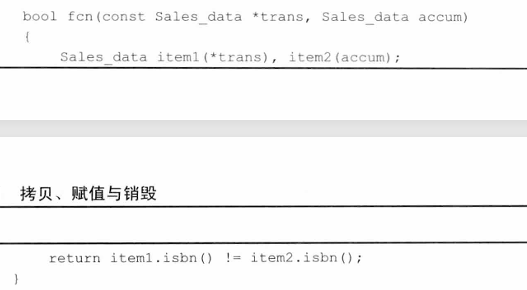 bool fcn(const Sales_data *trans, Sales_data accum)
{
Sales_data item1(*trans), item2(accum);
拷贝、赋值与销毁
return item1.isbn() != item2.isbn();
}